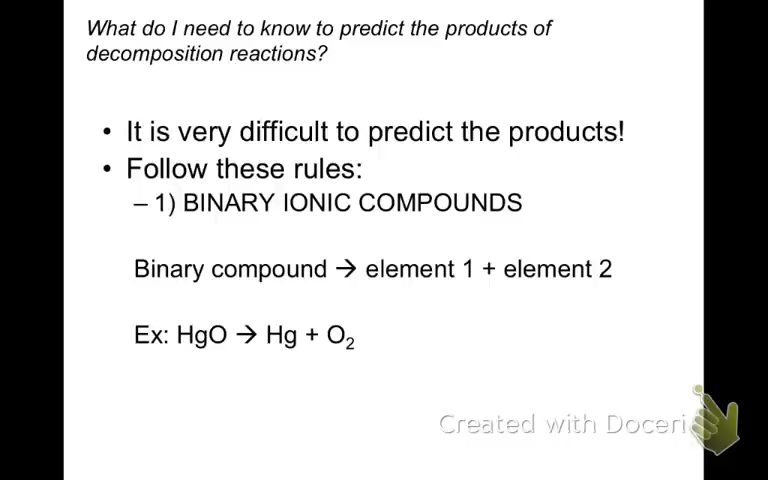 What do I need to know to predict the products of
decomposition reactions?
• It is very difficult to predict the products!
• Follow these rules:
– 1) BINARY IONIC COMPOUNDS
Binary compound → element 1 + element 2
Ex: HgO → Hg + O₂
Created with Doceri